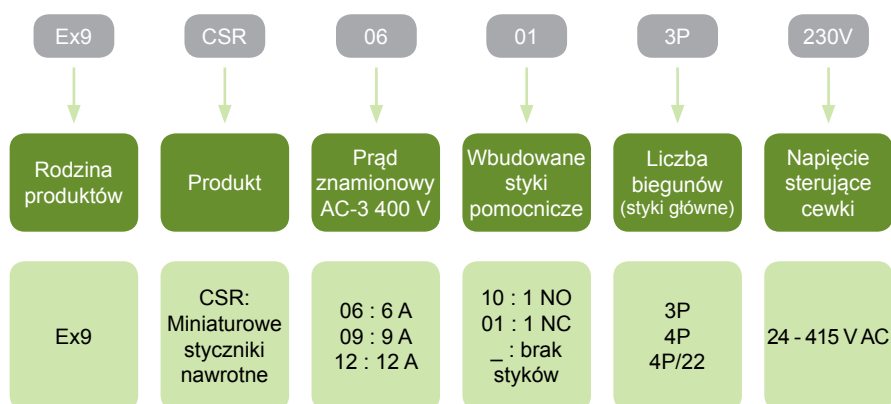 Ex9
CSR
06
01
3P
230V
Rodzina
produktów
Produkt
Prąd
znamionowy
AC-3 400 V
Wbudowane
styki
pomocnicze
Liczba
biegunów
(styki główne)
Napięcie
sterujące
cewki
Ex9
CSR:
Miniaturowe
styczniki
nawrotne
06 : 6 A
09 : 9 A
12 : 12 A
10 : 1 NO
01 : 1 NC
_ : brak
styków
3P
4P
4P/22
24 - 415 V AC